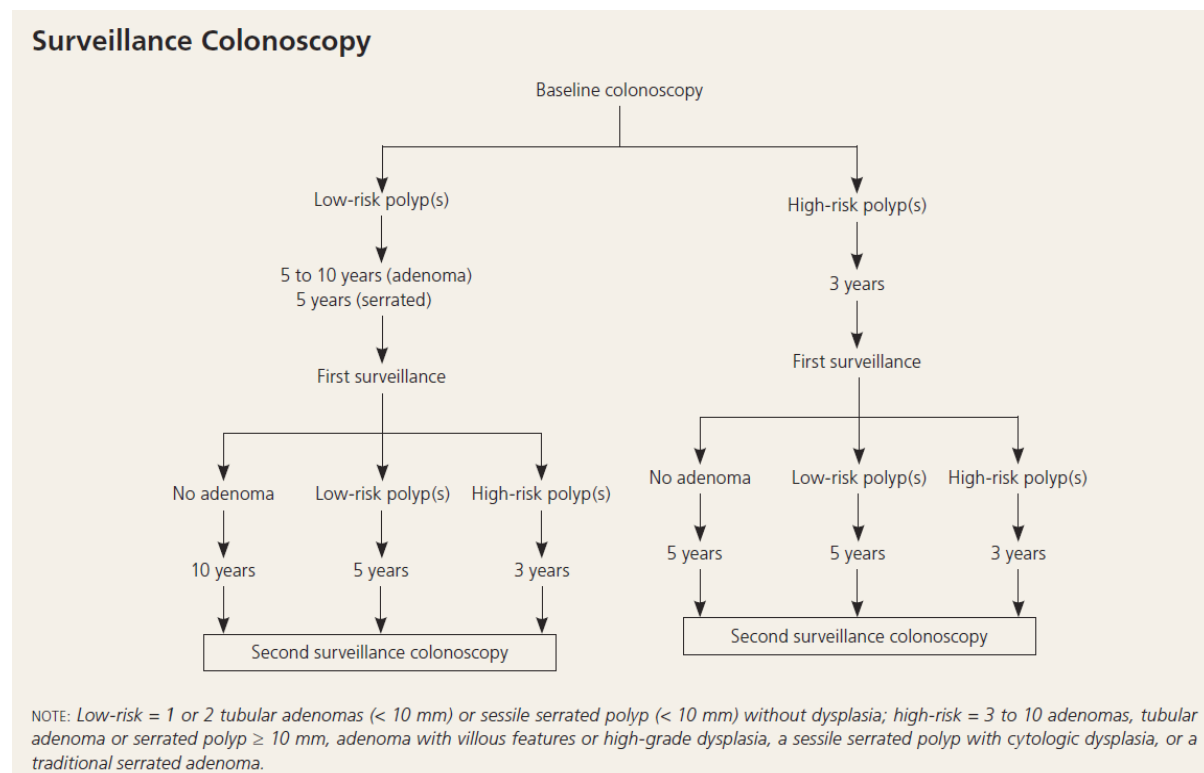 Surveillance Colonoscopy
Baseline colonoscopy
Low-risk polyp(s)
High-risk polyp(s)
5 to 10 years (adenoma)
5 years (serrated)
3 years
First surveillance
First surveillance
No adenoma
Low-risk polyp(s)
High-risk polyp(s)
No adenoma
Low-risk polyp(s)
High-risk polyp(s)
10 years
5 years
3 years
5 years
5 years
3 years
Second surveillance colonoscopy
Second surveillance colonoscopy
NOTE: Low-risk = 1 or 2 tubular adenomas (< 10 mm) or sessile serrated polyp (< 10 mm) without dysplasia; high-risk = 3 to 10 adenomas, tubular
adenoma or serrated polyp ≥ 10 mm, adenoma with villous features or high-grade dysplasia, a sessile serrated polyp with cytologic dysplasia, or a
traditional serrated adenoma.